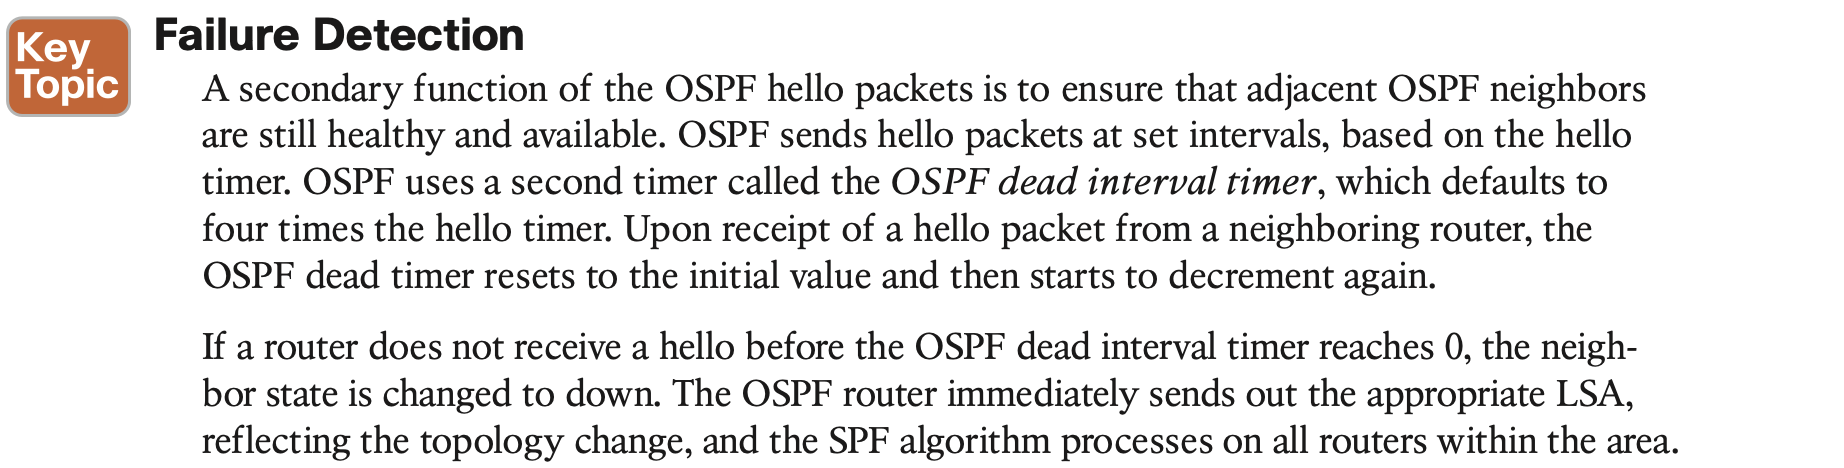 Key
Topic
Failure Detection
A secondary function of the OSPF hello packets is to ensure that adjacent OSPF neighbors
are still healthy and available. OSPF sends hello packets at set intervals, based on the hello
timer. OSPF uses a second timer called the OSPF dead interval timer, which defaults to
four times the hello timer. Upon receipt of a hello packet from a neighboring router, the
OSPF dead timer resets to the initial value and then starts to decrement again.
If a router does not receive a hello before the OSPF dead interval timer reaches 0, the neigh-
bor state is changed to down. The OSPF router immediately sends out the appropriate LSA,
reflecting the topology change, and the SPF algorithm processes on all routers within the area.